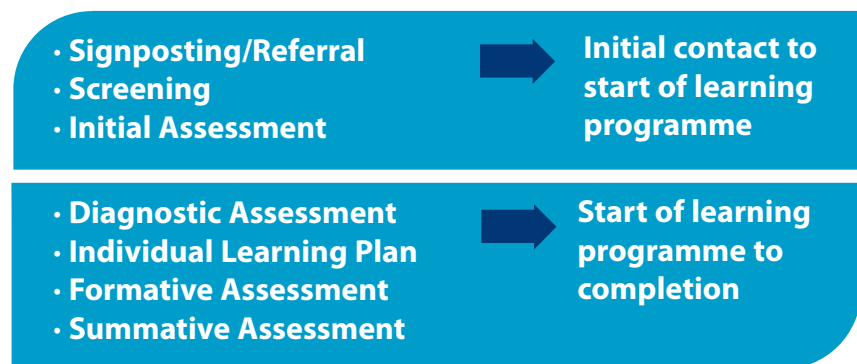 · Signposting/Referral
· Screening
· Initial Assessment
Initial contact to
start of learning
programme
· Diagnostic Assessment
· Individual Learning Plan
· Formative Assessment
· Summative Assessment
Start of learning
programme to
completion